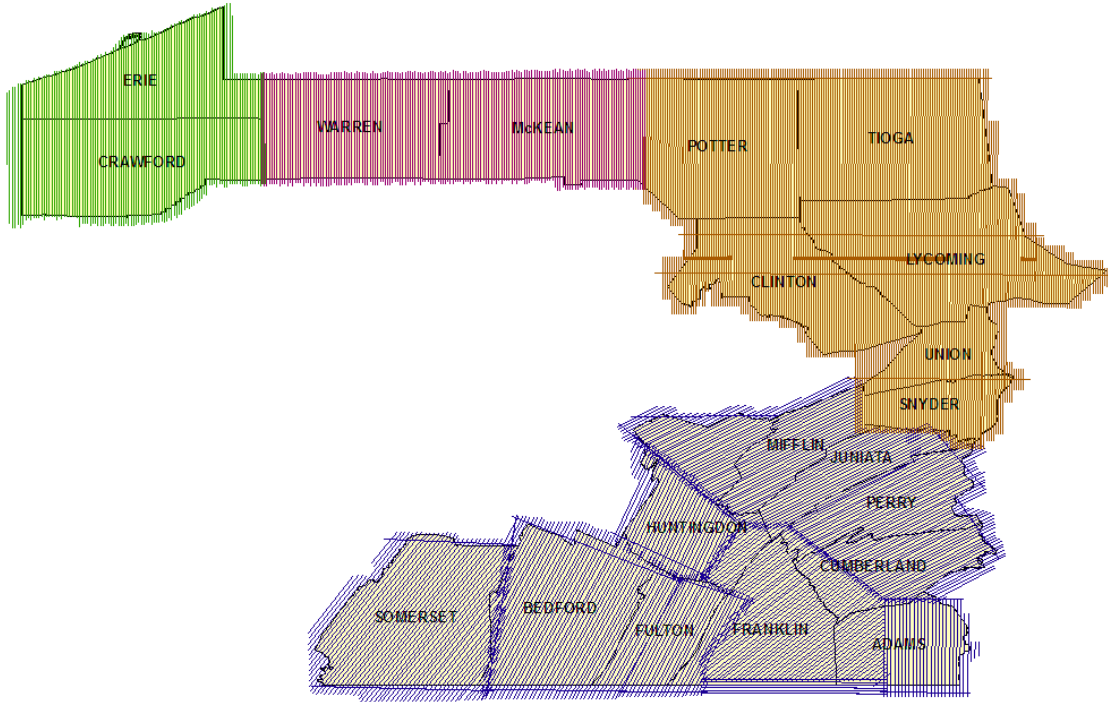 ERIE
WARREN
McKEAN
POTTER
TIOGA
CRAWFORD
LYCOMING
CLINTON
UNION
SNYDER
MIFFLIN
JUNIATA
PERRY
HUNTINGDON
CUMBERLAND
BEDFORD
SOMERSET
FULTON
FRANKLIN
ADAMS